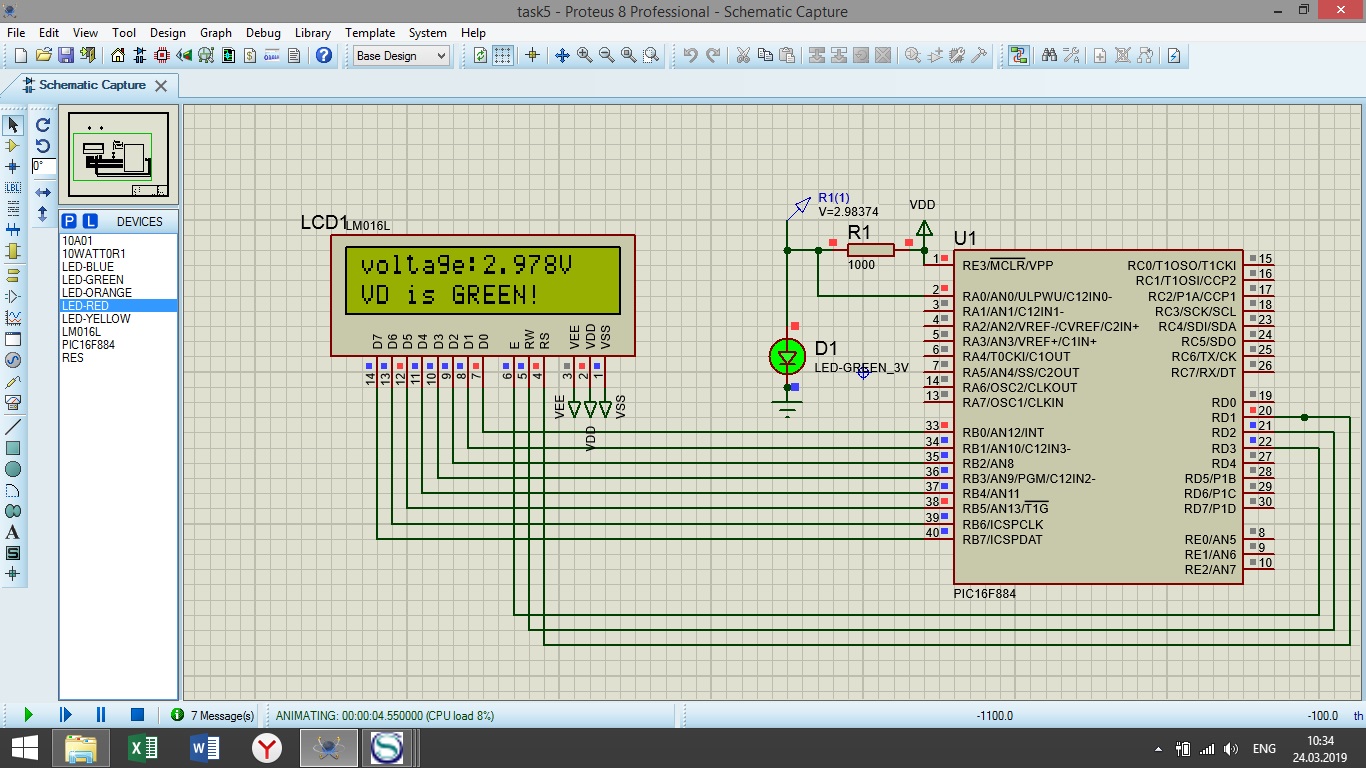 task5 - Proteus 8 Professional - Schematic Capture
File Edit View Tool Design Graph Debug Library Template System Help
Base Design
Schematic Capture
0°
LBL
P L DEVICES
10A01
10WATT0R1
LED-BLUE
LED-GREEN
LED-ORANGE
LED-RED
LED-YELLOW
LM016L
PIC16F884
RES
A
S
LCD1 LM016L
voltage:2.978V
VD is GREEN!
D7 D6 D5 D4 D3 D2 D1 D0 E RW RS VEE VDD VSS
14 13 12 11 10 9 8 7 6 5 4 3 2 1
VEE VDD VSS
R1(1)
V=2.98374
R1
1000
VDD
D1
LED-GREEN_3V
U1
1 RE3/MCLR/VPP
2 RA0/AN0/ULPWU/C12IN0-
3 RA1/AN1/C12IN1-
4 RA2/AN2/VREF-/CVREF/C2IN+
5 RA3/AN3/VREF+/C1IN+
6 RA4/T0CKI/C1OUT
7 RA5/AN4/SS/C2OUT
14 RA6/OSC2/CLKOUT
13 RA7/OSC1/CLKIN
33 RB0/AN12/INT
34 RB1/AN10/C12IN3-
35 RB2/AN8
36 RB3/AN9/PGM/C12IN2-
37 RB4/AN11
38 RB5/AN13/T1G
39 RB6/ICSPCLK
40 RB7/ICSPDAT
RC0/T1OSO/T1CKI 15
RC1/T1OSI/CCP2 16
RC2/P1A/CCP1 17
RC3/SCK/SCL 18
RC4/SDI/SDA 23
RC5/SDO 24
RC6/TX/CK 25
RC7/RX/DT 26
RD0 19
RD1 20
RD2 21
RD3 22
RD4 27
RD5/P1B 28
RD6/P1C 29
RD7/P1D 30
RE0/AN5 8
RE1/AN6 9
RE2/AN7 10
PIC16F884
7 Message(s) ANIMATING: 00:00:04.550000 (CPU load 8%) -1100.0 -100.0 th
ENG
10:34
24.03.2019